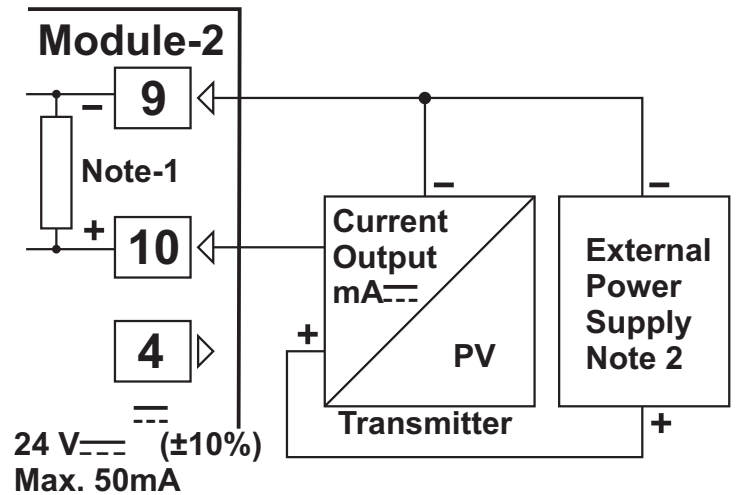 Module-2
9
–
Note-1
+
10
4
24 V (±10%)
Max. 50mA
–
Current
Output
mA
+
PV
Transmitter
–
External
Power
Supply
Note 2
+